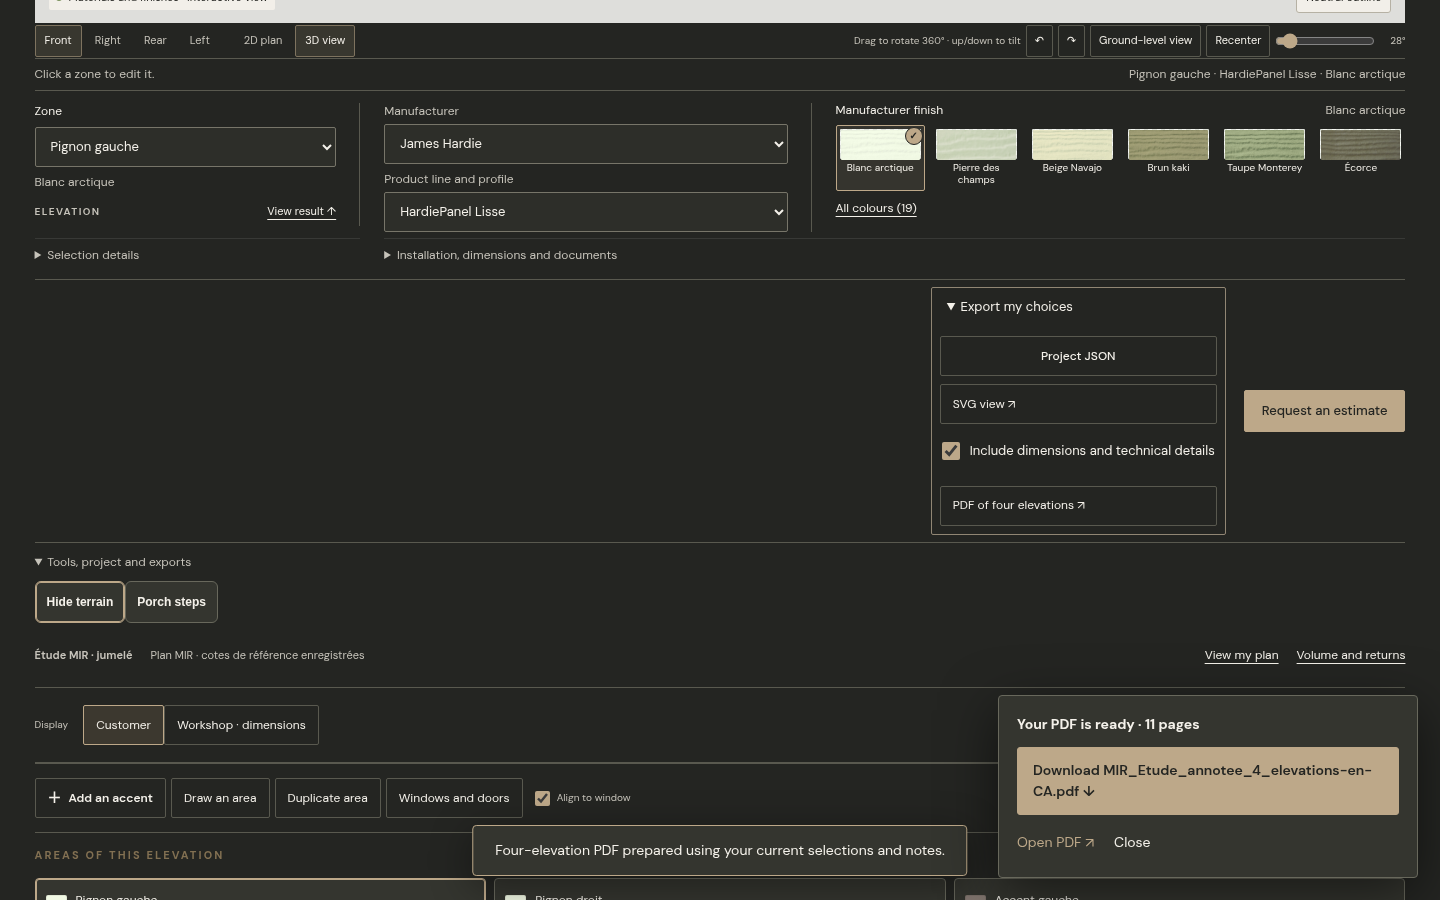 Front Right Rear Left 2D plan 3D view Drag to rotate 360° · up/down to tilt ↶ ↷ Ground-level view Recenter 28°
Click a zone to edit it. Pignon gauche · HardiePanel Lisse · Blanc arctique
Zone
Pignon gauche
Blanc arctique
ELEVATION View result ↑
▶ Selection details
Manufacturer
James Hardie
Product line and profile
HardiePanel Lisse
▶ Installation, dimensions and documents
Manufacturer finish Blanc arctique
✓
Blanc arctique
Pierre des
champs
Beige Navajo
Brun kaki
Taupe Monterey
Écorce
All colours (19)
▼ Export my choices
Project JSON
SVG view ↗
Include dimensions and technical details
PDF of four elevations ↗
Request an estimate
▼ Tools, project and exports
Hide terrain Porch steps
Étude MIR · jumelé Plan MIR · cotes de référence enregistrées View my plan Volume and returns
Display Customer Workshop · dimensions
+ Add an accent Draw an area Duplicate area Windows and doors Align to window
AREAS OF THIS ELEVATION
Pignon gauche Pignon droit Accent gauche
Four-elevation PDF prepared using your current selections and notes.
Your PDF is ready · 11 pages
Download MIR_Etude_annotee_4_elevations-en-
CA.pdf ↓
Open PDF ↗ Close